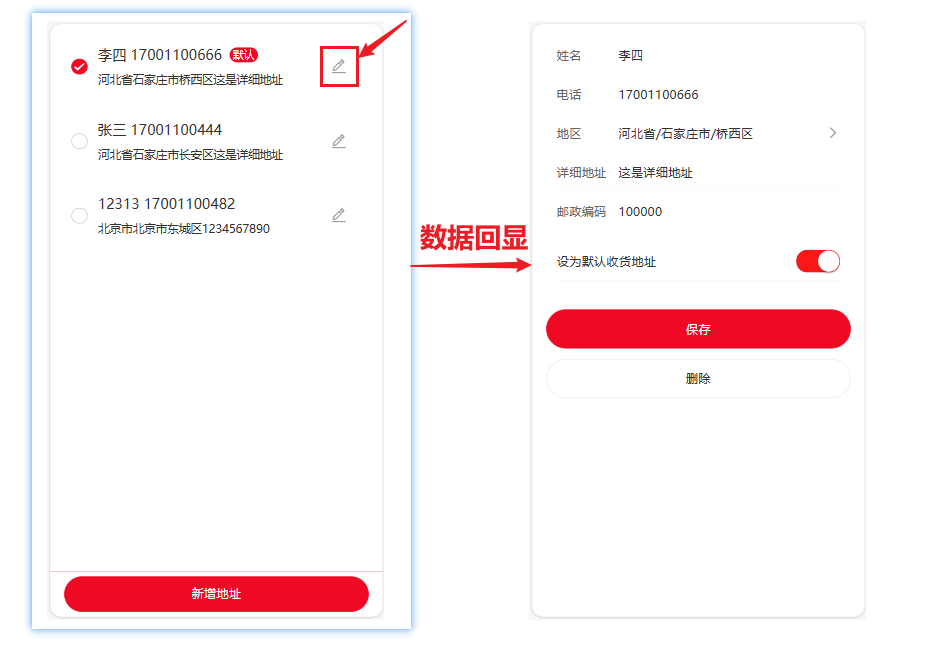 李四 17001100666 默认
河北省石家庄市桥西区这是详细地址
张三 17001100444
河北省石家庄市长安区这是详细地址
12313 17001100482
北京市北京市东城区1234567890
新增地址
数据回显
姓名 李四
电话 17001100666
地区 河北省/石家庄市/桥西区
详细地址 这是详细地址
邮政编码 100000
设为默认收货地址
保存
删除